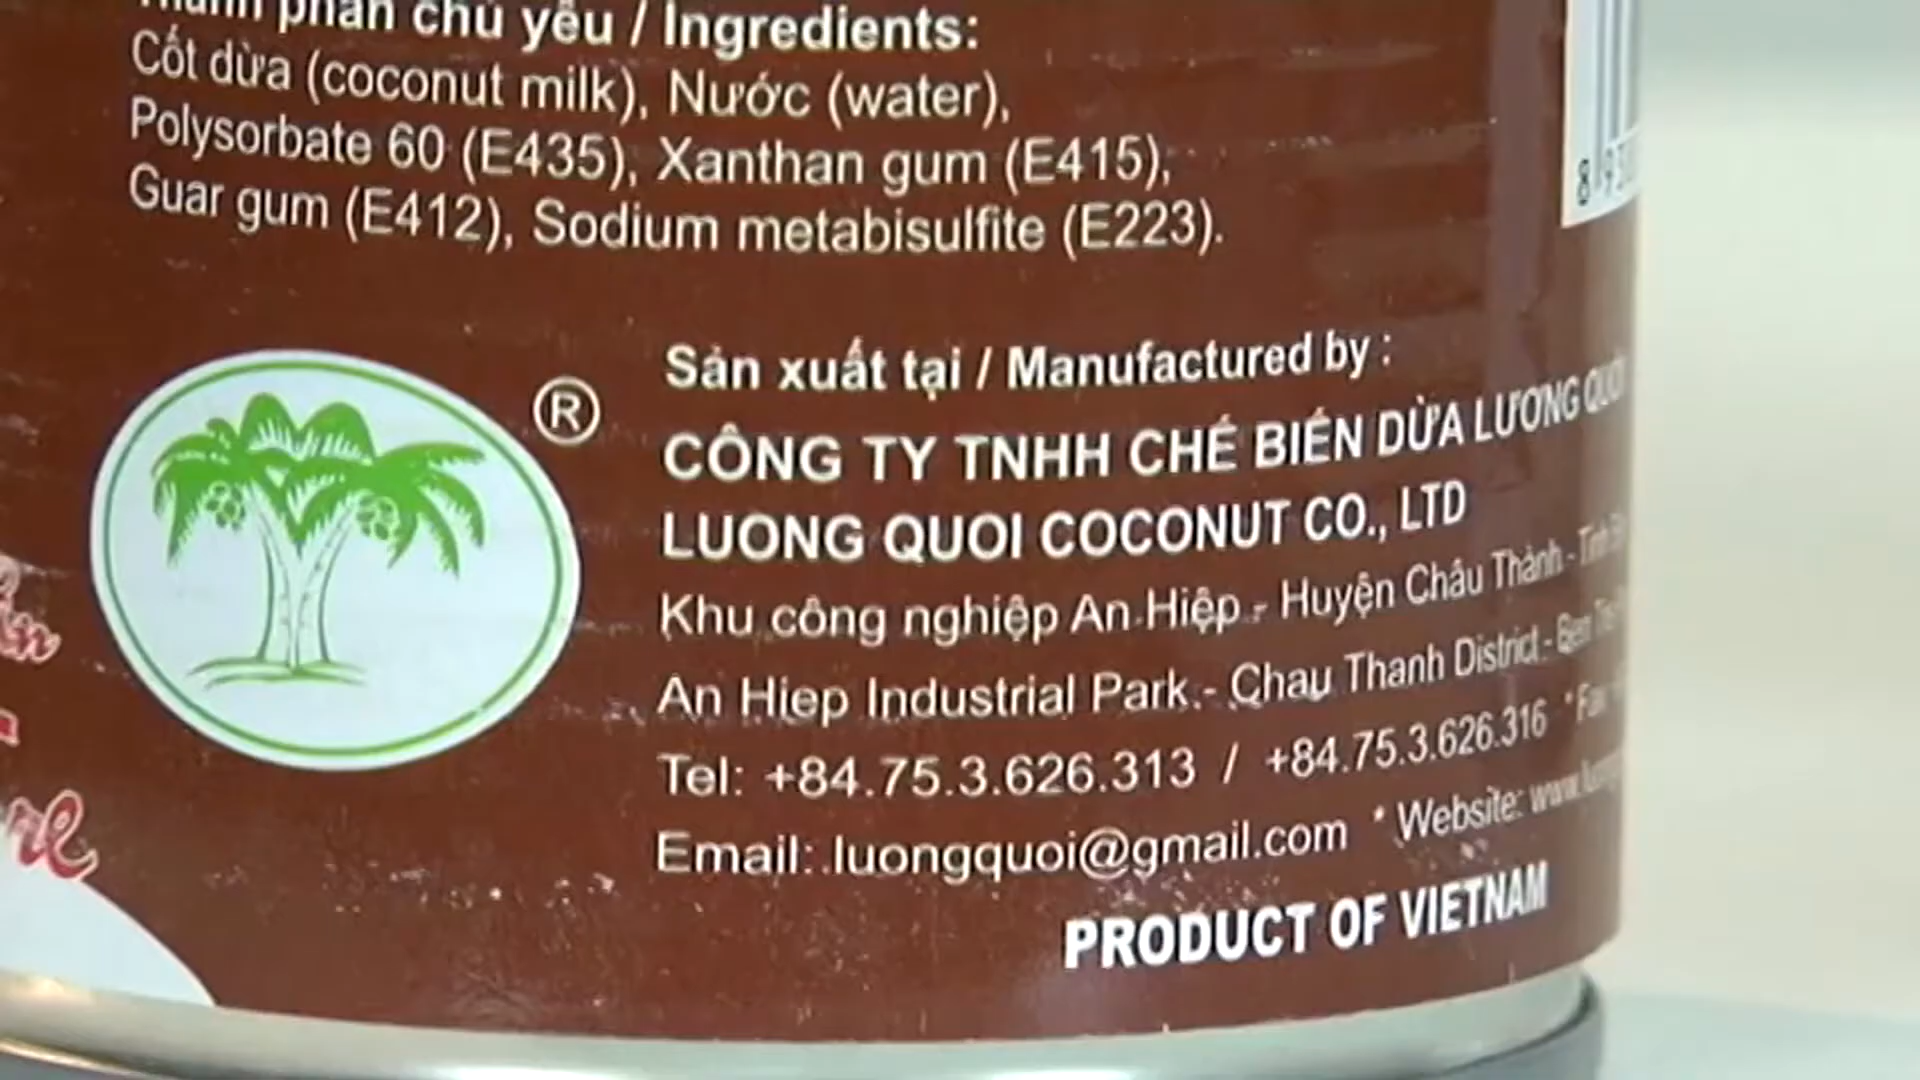 phần chủ yếu / Ingredients:
Cốt dừa (coconut milk), Nước (water),
Polysorbate 60 (E435), Xanthan gum (E415),
Guar gum (E412), Sodium metabisulfite (E223).
®
Sản xuất tại / Manufactured by :
CÔNG TY TNHH CHẾ BIẾN DỪA LƯƠNG QUỚI
LUONG QUOI COCONUT CO., LTD
Khu công nghiệp An Hiệp - Huyện Châu Thành - Tỉnh
An Hiep Industrial Park - Chau Thanh District - Ben Tre
Tel: +84.75.3.626.313 / +84.75.3.626.316 * Fax
Email: luongquoi@gmail.com * Website:
PRODUCT OF VIETNAM